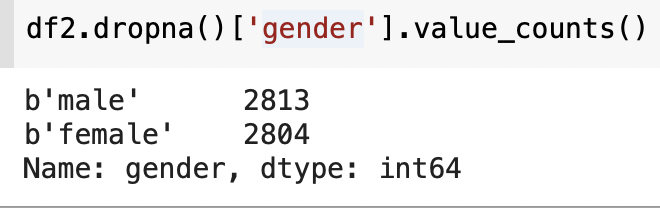 df2.dropna()['gender'].value_counts()
b'male'      2813
b'female'    2804
Name: gender, dtype: int64